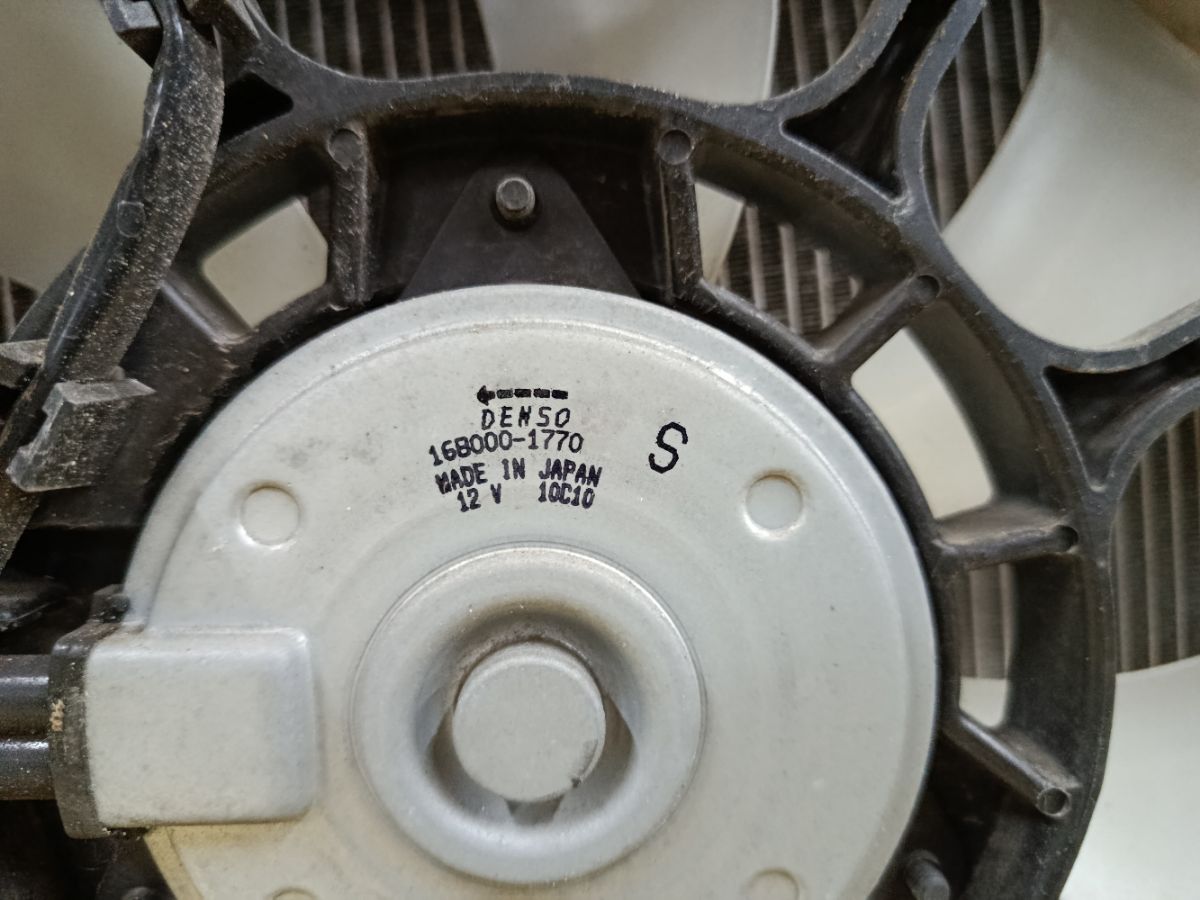 DENSO
168000-1770
S
MADE IN JAPAN
12 V 10C10